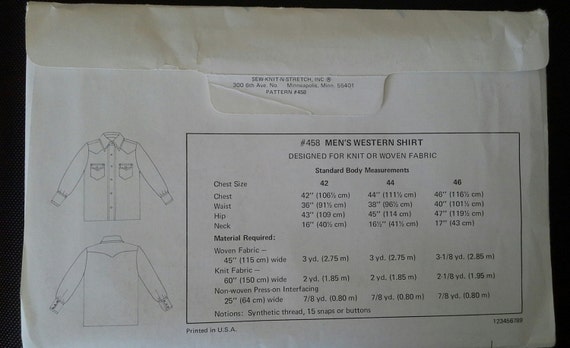 SEW-KNIT-N-STRETCH, INC ®
300 6th Ave. No. Minneapolis, Minn. 55401
PATTERN #458
#458 MEN'S WESTERN SHIRT
DESIGNED FOR KNIT OR WOVEN FABRIC
Standard Body Measurements
Chest Size 42 44 46
Chest 42" (106½ cm) 44" (111½ cm) 46" (116½ cm)
Waist 36" (91½ cm) 38" (96½ cm) 40" (101½ cm)
Hip 43" (109 cm) 45" (114 cm) 47" (119½ cm)
Neck 16" (40½ cm) 16½" (41½ cm) 17" (43 cm)
Material Required:
Woven Fabric —
45" (115 cm) wide 3 yd. (2.75 m) 3 yd. (2.75 m) 3-1/8 yd. (2.85 m)
Knit Fabric —
60" (150 cm) wide 2 yd. (1.85 m) 2 yd. (1.85 m) 2-1/8 yd. (1.95 m)
Non-woven Press-on Interfacing
25" (64 cm) wide 7/8 yd. (0.80 m) 7/8 yd. (0.80 m) 7/8 yd. (0.80 m)
Notions: Synthetic thread, 15 snaps or buttons
Printed in U.S.A.
123456789